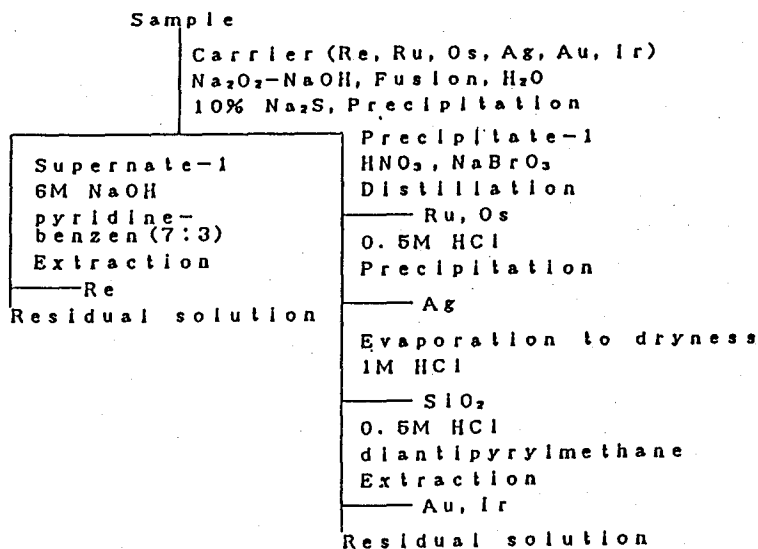 Sample
Carrier (Re, Ru, Os, Ag, Au, Ir)
Na₂O₂-NaOH, Fusion, H₂O
10% Na₂S, Precipitation
Supernate-1
6M NaOH
pyridine-
benzen (7:3)
Extraction
Re
Residual solution
Precipitate-1
HNO₃, NaBrO₃
Distillation
Ru, Os
0.5M HCl
Precipitation
Ag
Evaporation to dryness
1M HCl
SiO₂
0.5M HCl
diantipyrylmethane
Extraction
Au, Ir
Residual solution